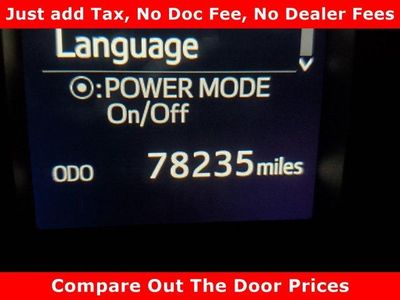 Just add Tax, No Doc Fee, No Dealer Fees
Language
⦿:POWER MODE
On/Off
ODO 78235 miles
Compare Out The Door Prices